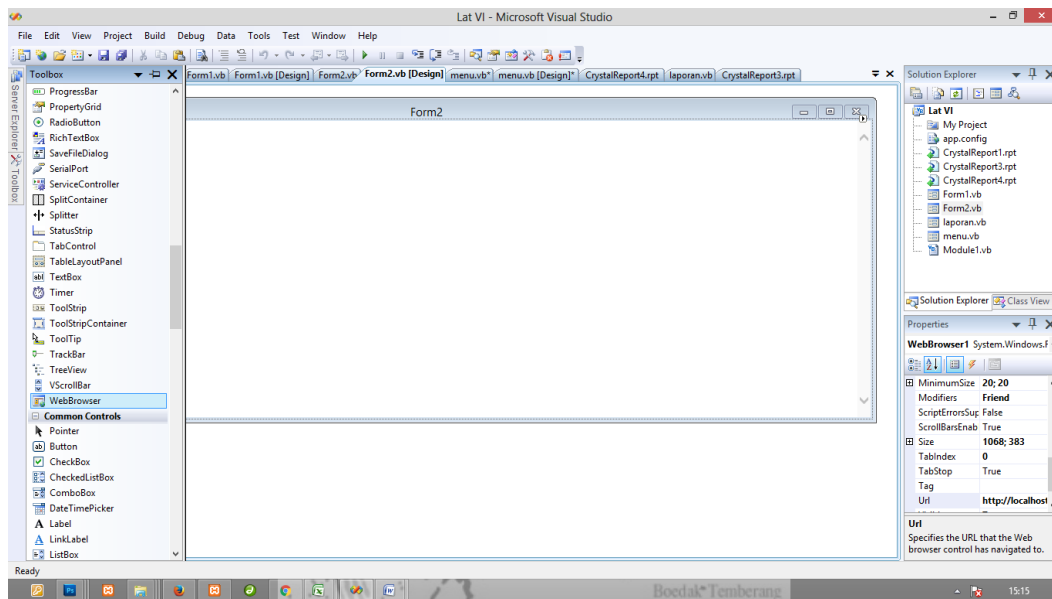 Lat VI - Microsoft Visual Studio
File Edit View Project Build Debug Data Tools Test Window Help
Server Explorer
Toolbox
Toolbox
ProgressBar
PropertyGrid
RadioButton
RichTextBox
SaveFileDialog
SerialPort
ServiceController
SplitContainer
Splitter
StatusStrip
TabControl
TableLayoutPanel
TextBox
Timer
ToolStrip
ToolStripContainer
ToolTip
TrackBar
TreeView
VScrollBar
WebBrowser
Common Controls
Pointer
Button
CheckBox
CheckedListBox
ComboBox
DateTimePicker
Label
LinkLabel
ListBox
Form1.vb Form1.vb [Design] Form2.vb Form2.vb [Design] menu.vb* menu.vb [Design]* CrystalReport4.rpt laporan.vb CrystalReport3.rpt
Form2
Solution Explorer
Lat VI
My Project
app.config
CrystalReport1.rpt
CrystalReport3.rpt
CrystalReport4.rpt
Form1.vb
Form2.vb
laporan.vb
menu.vb
Module1.vb
Solution Explorer Class View
Properties
WebBrowser1 System.Windows.F
MinimumSize 20; 20
Modifiers Friend
ScriptErrorsSup False
ScrollBarsEnab True
Size 1068; 383
TabIndex 0
TabStop True
Tag
Url http://localhost
Url
Specifies the URL that the Web
browser control has navigated to.
Ready
Boedak Temberang
15:15